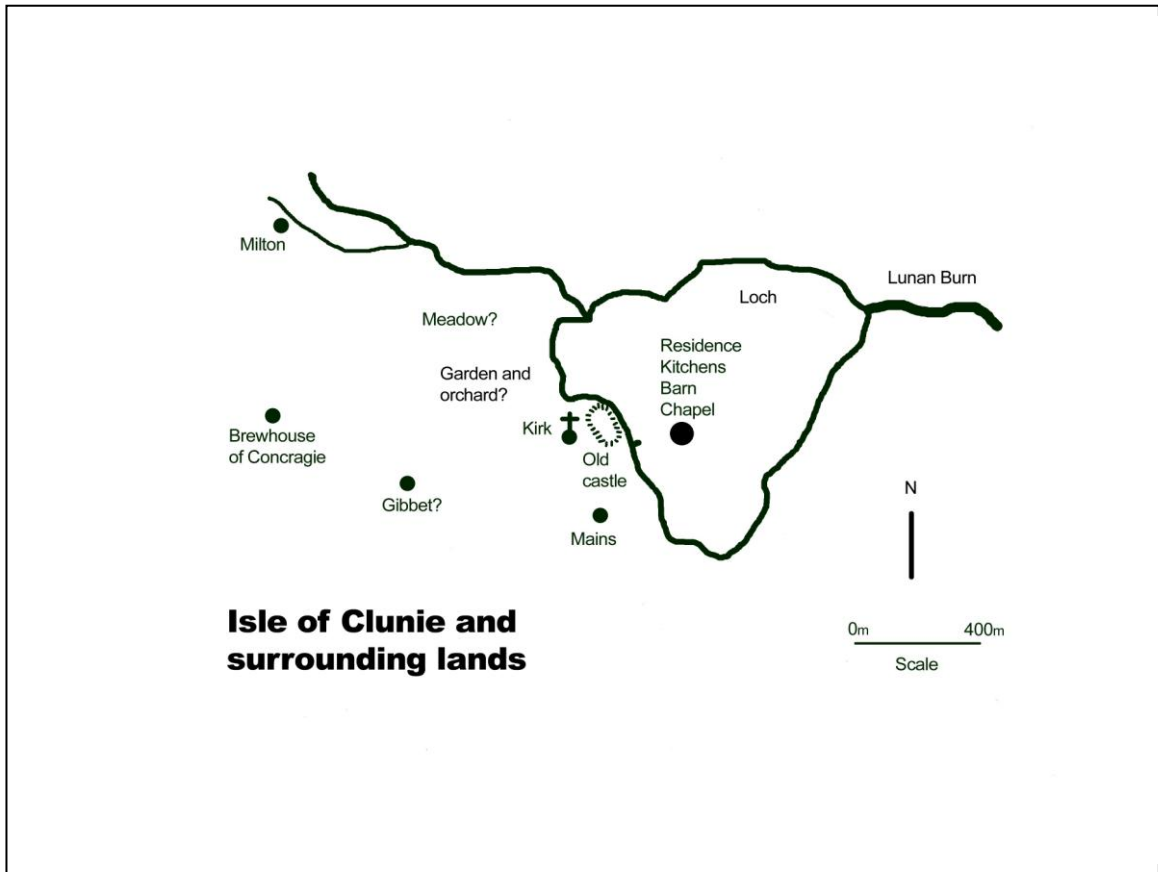 Milton
Lunan Burn
Loch
Meadow?
Residence
Kitchens
Barn
Chapel
Garden and
orchard?
Kirk
Brewhouse
of Concragie
Old
castle
Gibbet?
Mains
N
Isle of Clunie and
surrounding lands
0m 400m
Scale